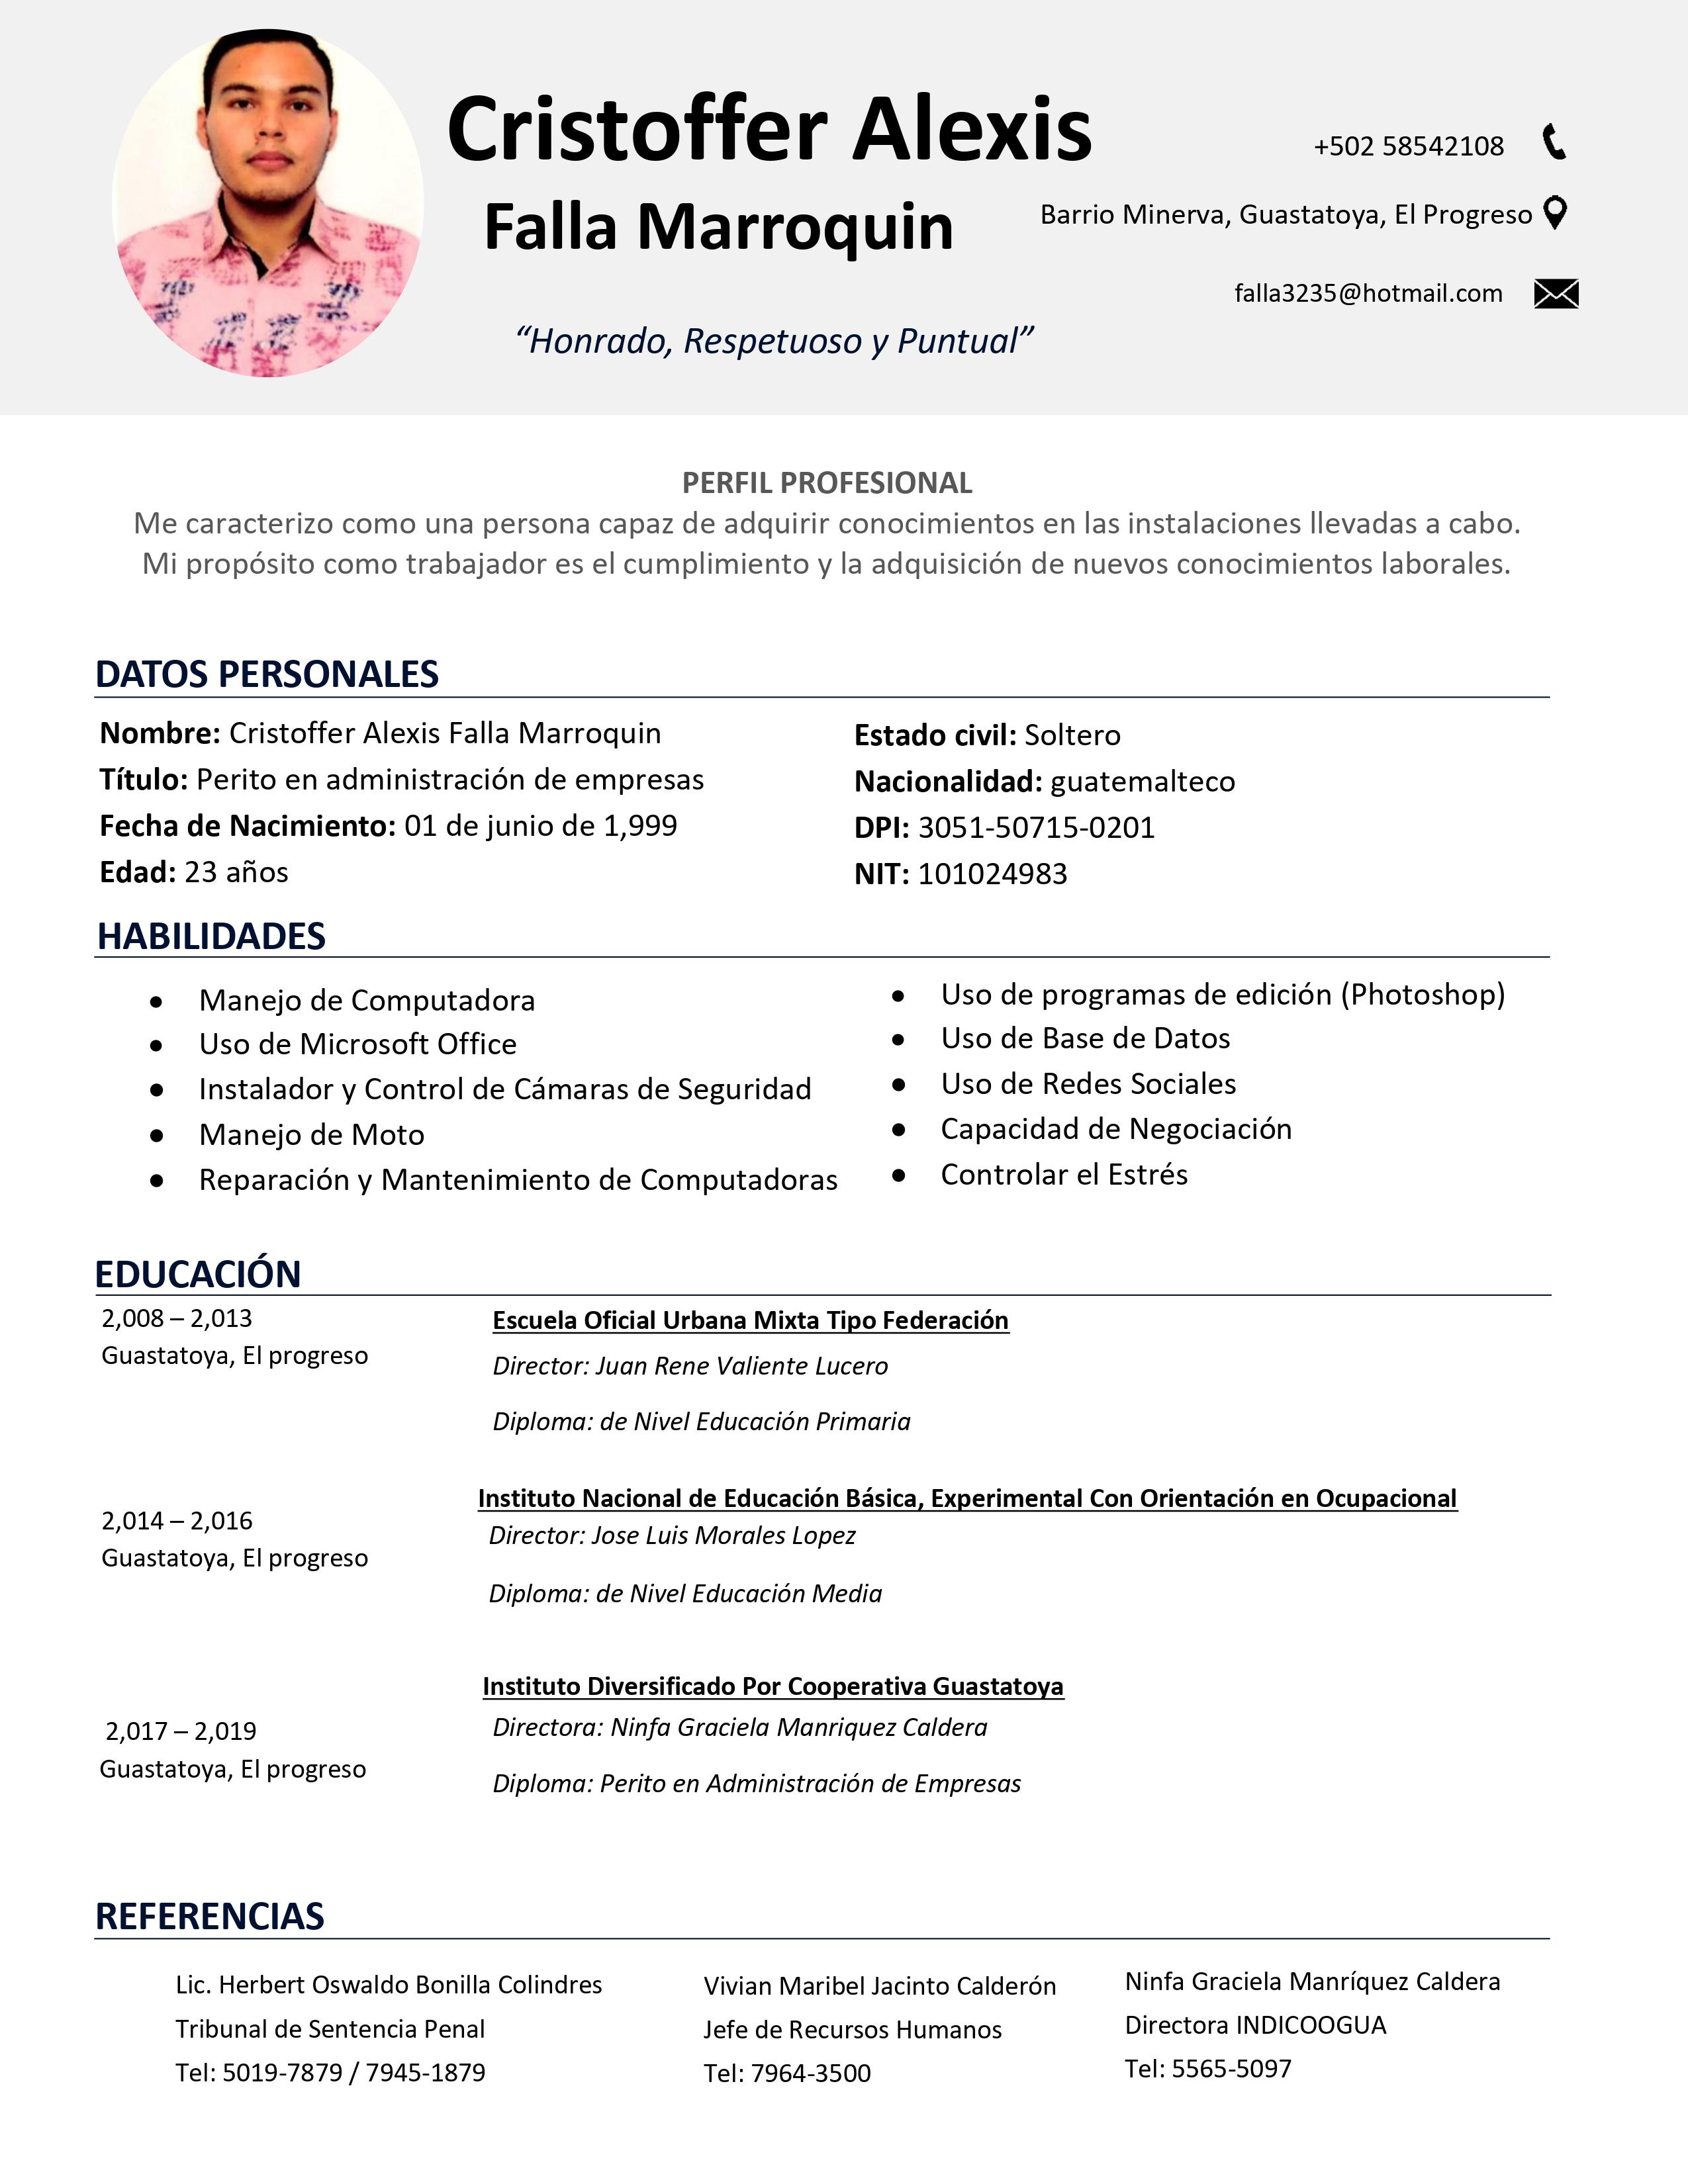 Cristoffer Alexis
Falla Marroquin
“Honrado, Respetuoso y Puntual”
+502 58542108
Barrio Minerva, Guastatoya, El Progreso
falla3235@hotmail.com
PERFIL PROFESIONAL
Me caracterizo como una persona capaz de adquirir conocimientos en las instalaciones llevadas a cabo.
Mi propósito como trabajador es el cumplimiento y la adquisición de nuevos conocimientos laborales.
DATOS PERSONALES
Nombre: Cristoffer Alexis Falla Marroquin
Título: Perito en administración de empresas
Fecha de Nacimiento: 01 de junio de 1,999
Edad: 23 años
Estado civil: Soltero
Nacionalidad: guatemalteco
DPI: 3051-50715-0201
NIT: 101024983
HABILIDADES
Manejo de Computadora
Uso de Microsoft Office
Instalador y Control de Cámaras de Seguridad
Manejo de Moto
Reparación y Mantenimiento de Computadoras
Uso de programas de edición (Photoshop)
Uso de Base de Datos
Uso de Redes Sociales
Capacidad de Negociación
Controlar el Estrés
EDUCACIÓN
2,008 – 2,013
Guastatoya, El progreso
Escuela Oficial Urbana Mixta Tipo Federación
Director: Juan Rene Valiente Lucero
Diploma: de Nivel Educación Primaria
2,014 – 2,016
Guastatoya, El progreso
Instituto Nacional de Educación Básica, Experimental Con Orientación en Ocupacional
Director: Jose Luis Morales Lopez
Diploma: de Nivel Educación Media
2,017 – 2,019
Guastatoya, El progreso
Instituto Diversificado Por Cooperativa Guastatoya
Directora: Ninfa Graciela Manriquez Caldera
Diploma: Perito en Administración de Empresas
REFERENCIAS
Lic. Herbert Oswaldo Bonilla Colindres
Tribunal de Sentencia Penal
Tel: 5019-7879 / 7945-1879
Vivian Maribel Jacinto Calderón
Jefe de Recursos Humanos
Tel: 7964-3500
Ninfa Graciela Manríquez Caldera
Directora INDICOOGUA
Tel: 5565-5097